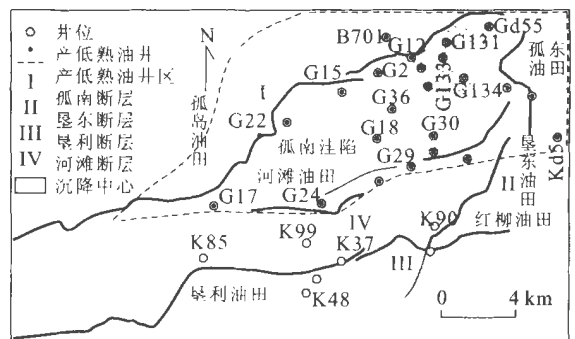 井位
产低熟油井
I 产低熟油井区
II 孤南断层
III 垦东断层
IV 垦利断层
河滩断层
沉降中心
N
孤岛油田
B701
G12
G131
Gd55
孤东油田
G15
G2
G133
I
G36
G134
G22
G18
G30
孤南洼陷
河滩油田
G29
垦东油田
Kd5
II
G17
G24
IV
K90
红柳油田
K99
K85
K37
III
垦利油田
K48
0 4 km